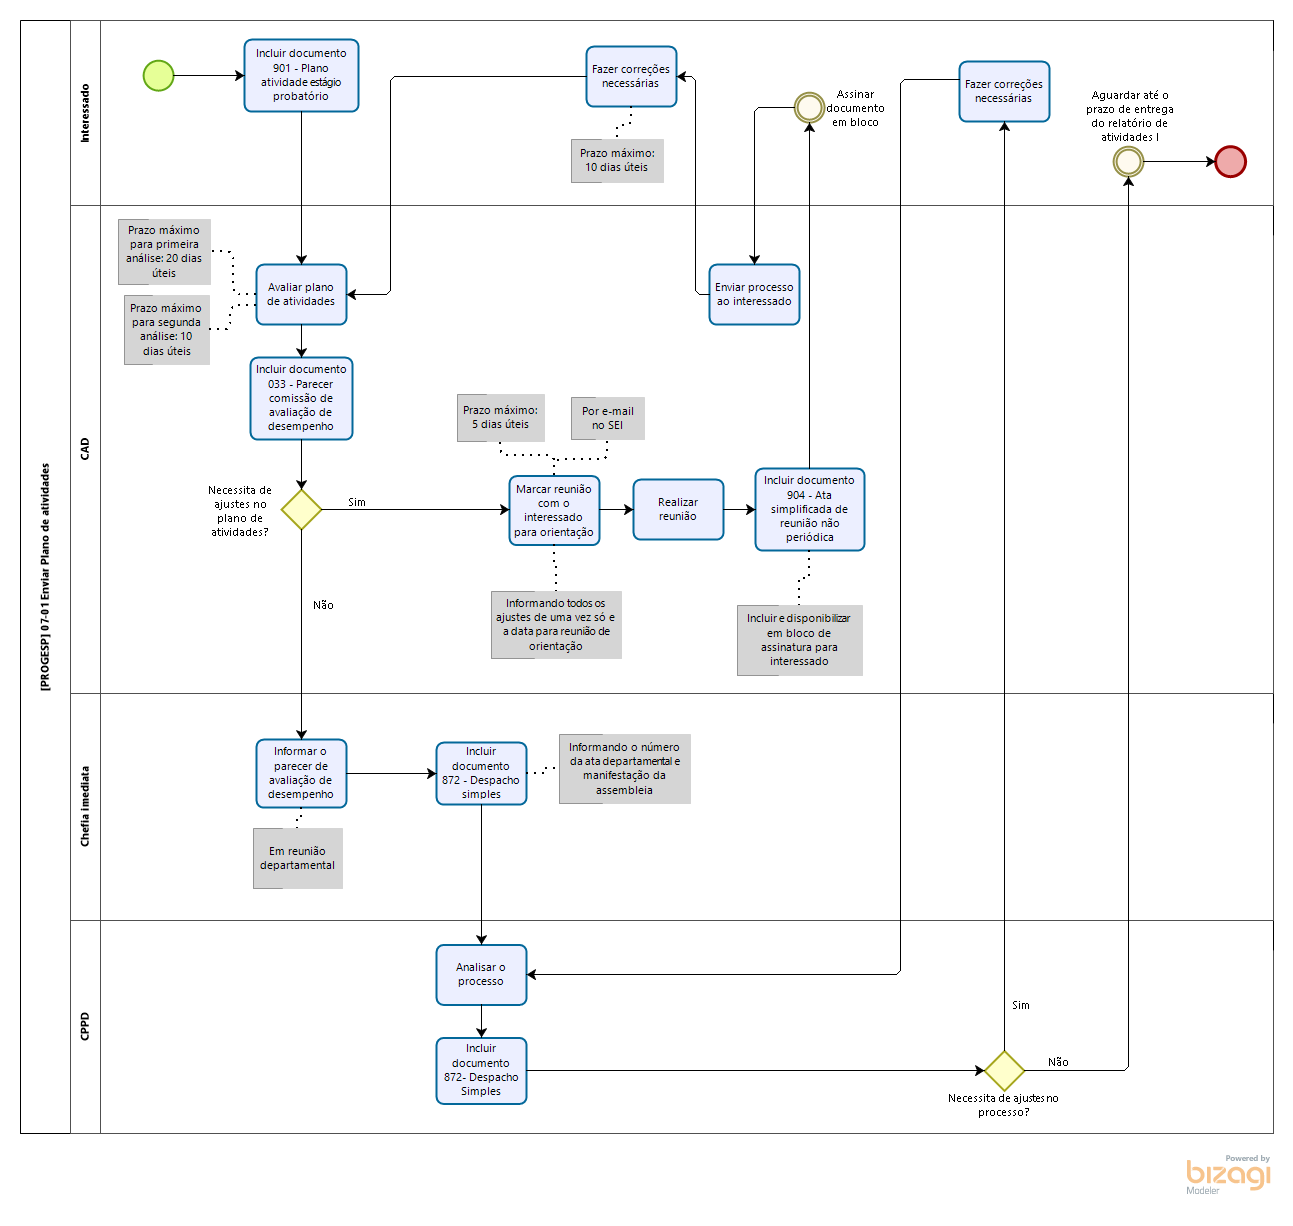 [PROGESP] 07-01 Enviar Plano de atividades
Interessado
Incluir documento
901 - Plano
atividade estágio
probatório
Fazer correções
necessárias
Prazo máximo:
10 dias úteis
Assinar
documento
em bloco
Fazer correções
necessárias
Aguardar até o
prazo de entrega
do relatório de
atividades I
CAD
Prazo máximo
para primeira
análise: 20 dias
úteis
Prazo máximo
para segunda
análise: 10
dias úteis
Avaliar plano
de atividades
Enviar processo
ao interessado
Incluir documento
033 - Parecer
comissão de
avaliação de
desempenho
Necessita de
ajustes no
plano de
atividades?
Sim
Não
Prazo máximo:
5 dias úteis
Por e-mail
no SEI
Marcar reunião
com o
interessado
para orientação
Realizar
reunião
Incluir documento
904 - Ata
simplificada de
reunião não
periódica
Informando todos os
ajustes de uma vez só e
a data para reunião de
orientação
Incluir e disponibilizar
em bloco de
assinatura para
interessado
Chefia imediata
Informar o
parecer de
avaliação de
desempenho
Em reunião
departamental
Incluir
documento
872 - Despacho
simples
Informando o número
da ata departamental e
manifestação da
assembleia
CPPD
Analisar o
processo
Incluir
documento
872- Despacho
Simples
Sim
Não
Necessita de ajustes no
processo?
Powered by
bizagi
Modeler